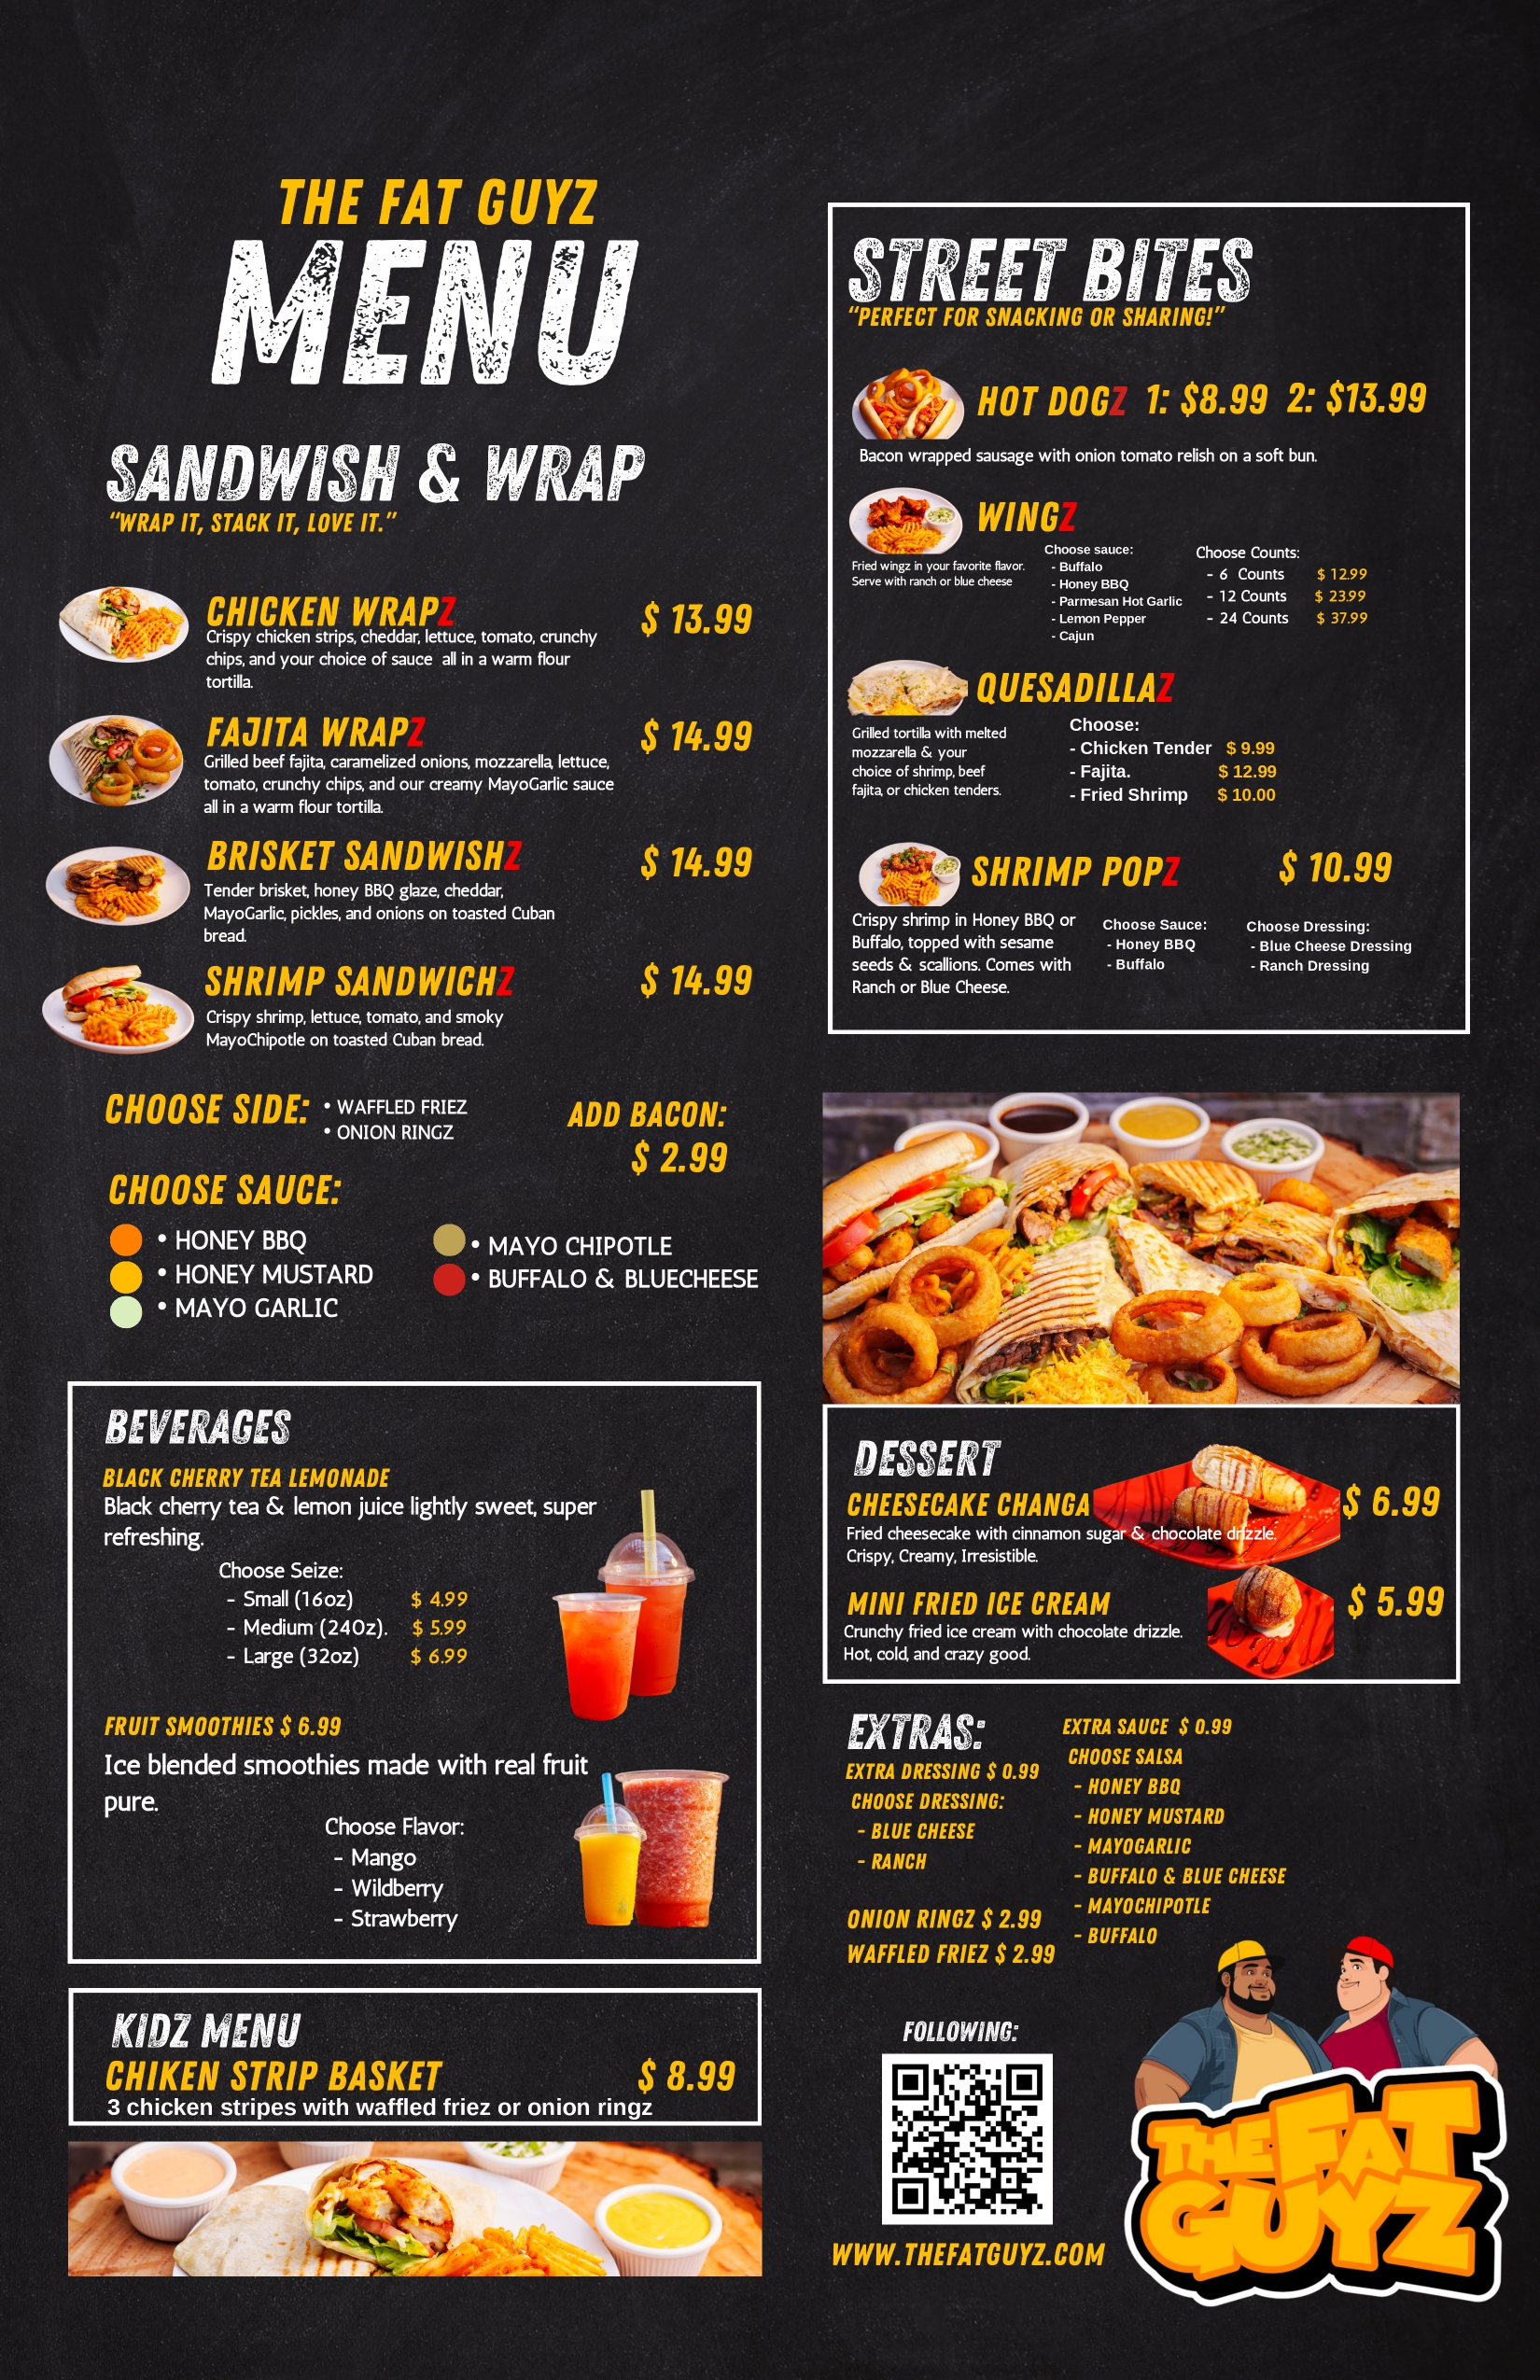 THE FAT GUYZ
MENU
SANDWISH & WRAP
“WRAP IT, STACK IT, LOVE IT.”
CHICKEN WRAPZ $ 13.99
Crispy chicken strips, cheddar, lettuce, tomato, crunchy
chips, and your choice of sauce all in a warm flour
tortilla.
FAJITA WRAPZ $ 14.99
Grilled beef fajita, caramelized onions, mozzarella, lettuce,
tomato, crunchy chips, and our creamy MayoGarlic sauce
all in a warm flour tortilla.
BRISKET SANDWISHZ $ 14.99
Tender brisket, honey BBQ glaze, cheddar,
MayoGarlic, pickles, and onions on toasted Cuban
bread.
SHRIMP SANDWICHZ $ 14.99
Crispy shrimp, lettuce, tomato, and smoky
MayoChipotle on toasted Cuban bread.
CHOOSE SIDE:
• WAFFLED FRIEZ
• ONION RINGZ
ADD BACON:
$ 2.99
CHOOSE SAUCE:
• HONEY BBQ
• HONEY MUSTARD
• MAYO GARLIC
• MAYO CHIPOTLE
• BUFFALO & BLUECHEESE
BEVERAGES
BLACK CHERRY TEA LEMONADE
Black cherry tea & lemon juice lightly sweet, super
refreshing.
Choose Seize:
- Small (16oz) $ 4.99
- Medium (240z). $ 5.99
- Large (32oz) $ 6.99
FRUIT SMOOTHIES $ 6.99
Ice blended smoothies made with real fruit
pure.
Choose Flavor:
- Mango
- Wildberry
- Strawberry
KIDZ MENU
CHIKEN STRIP BASKET $ 8.99
3 chicken stripes with waffled friez or onion ringz
STREET BITES
“PERFECT FOR SNACKING OR SHARING!”
HOT DOGZ 1: $8.99 2: $13.99
Bacon wrapped sausage with onion tomato relish on a soft bun.
WINGZ
Fried wingz in your favorite flavor.
Serve with ranch or blue cheese
Choose sauce:
- Buffalo
- Honey BBQ
- Parmesan Hot Garlic
- Lemon Pepper
- Cajun
Choose Counts:
- 6 Counts $ 12.99
- 12 Counts $ 23.99
- 24 Counts $ 37.99
QUESADILLAZ
Grilled tortilla with melted
mozzarella & your
choice of shrimp, beef
fajita, or chicken tenders.
Choose:
- Chicken Tender $ 9.99
- Fajita. $ 12.99
- Fried Shrimp $ 10.00
SHRIMP POPZ $ 10.99
Crispy shrimp in Honey BBQ or
Buffalo, topped with sesame
seeds & scallions. Comes with
Ranch or Blue Cheese.
Choose Sauce:
- Honey BBQ
- Buffalo
Choose Dressing:
- Blue Cheese Dressing
- Ranch Dressing
DESSERT
CHEESECAKE CHANGA $ 6.99
Fried cheesecake with cinnamon sugar & chocolate drizzle.
Crispy, Creamy, Irresistible.
MINI FRIED ICE CREAM $ 5.99
Crunchy fried ice cream with chocolate drizzle.
Hot, cold, and crazy good.
EXTRAS:
EXTRA DRESSING $ 0.99
CHOOSE DRESSING:
- BLUE CHEESE
- RANCH
ONION RINGZ $ 2.99
WAFFLED FRIEZ $ 2.99
EXTRA SAUCE $ 0.99
CHOOSE SALSA
- HONEY BBQ
- HONEY MUSTARD
- MAYOGARLIC
- BUFFALO & BLUE CHEESE
- MAYOCHIPOTLE
- BUFFALO
FOLLOWING:
WWW.THEFATGUYZ.COM
THE FAT
GUYZ